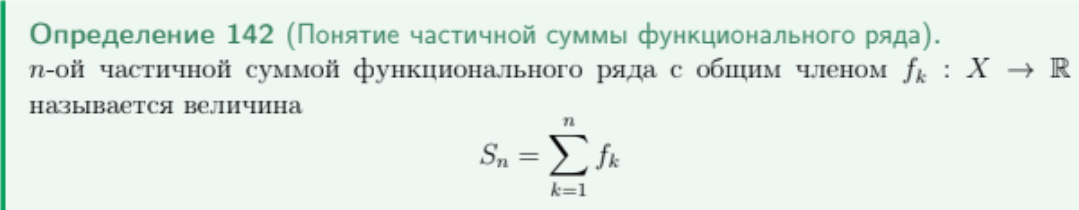 Определение 142 (Понятие частичной суммы функционального ряда).
n-ой частичной суммой функционального ряда с общим членом f_k : X → ℝ
называется величина
S_n = \sum_{k=1}^{n} f_k